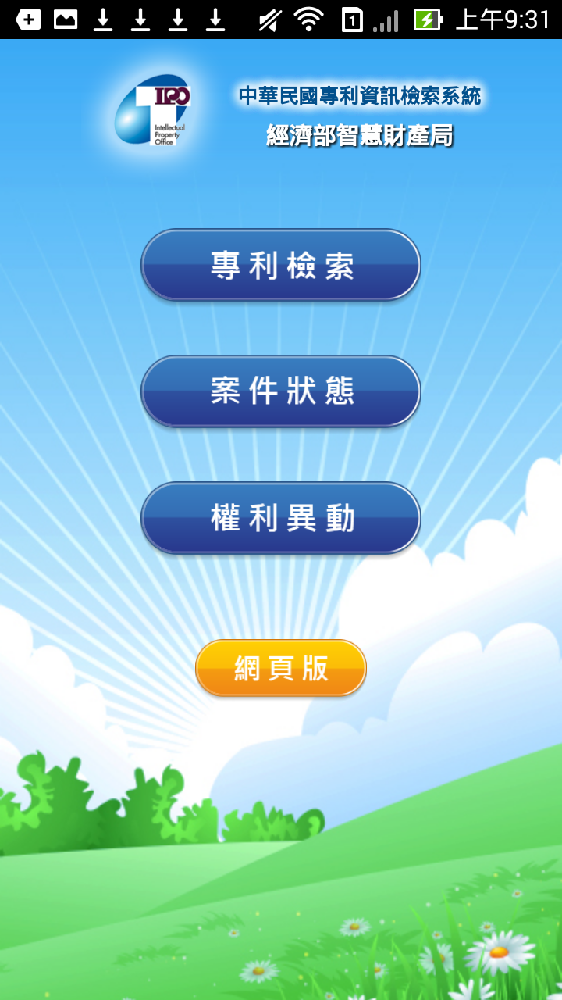 1
上午9:31
TIPO
Intellectual
Property
Office
中華民國專利資訊檢索系統
經濟部智慧財產局
專利檢索
案件狀態
權利異動
網頁版